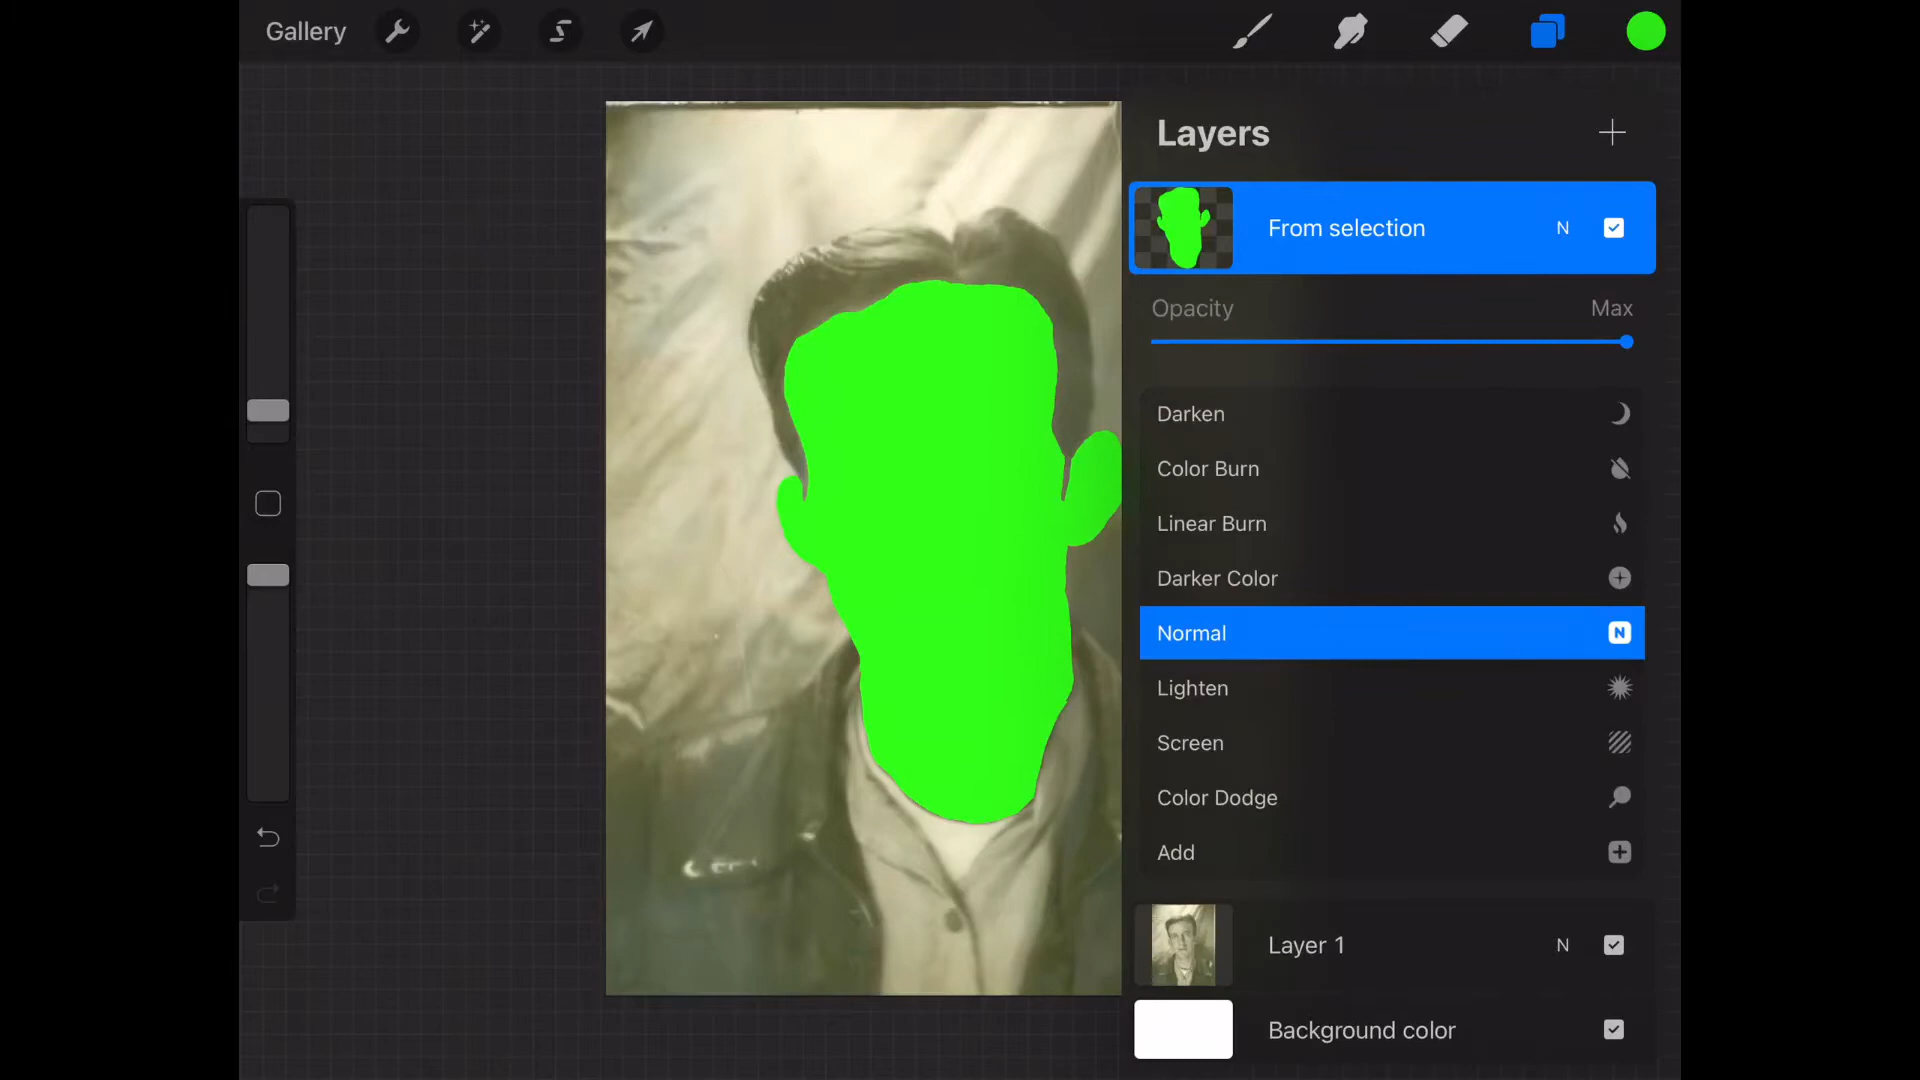 Gallery
Layers
From selection N
Opacity Max
Darken
Color Burn
Linear Burn
Darker Color
Normal N
Lighten
Screen
Color Dodge
Add
Layer 1 N
Background color